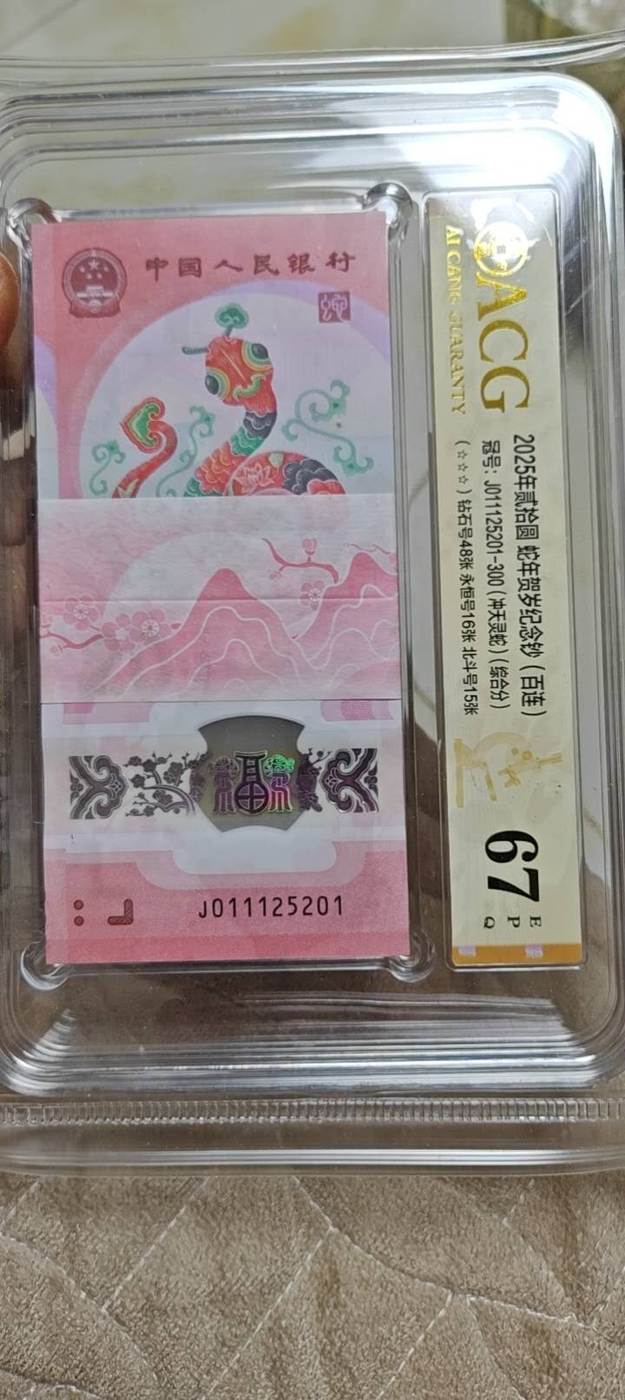 中国人民银行
福
J011125201
ACG
AI CANG GUARANTY
2025年贰拾圆 蛇年贺岁纪念钞（百连）
冠号：J011125201-300（冲天灵蛇）（综合分）
（☆☆☆）钻石号48张 永恒号16张 北斗号15张
67
E
P
Q